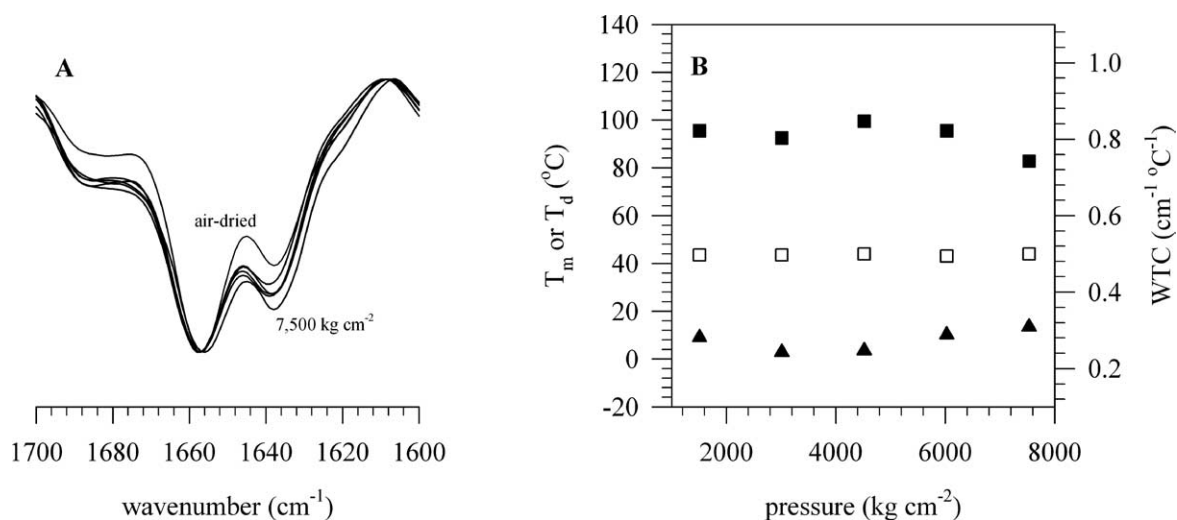 A
air-dried
7,500 kg cm⁻²
1700 1680 1660 1640 1620 1600
wavenumber (cm⁻¹)
B
140
120
100
80
60
40
20
0
-20
Tₘ or T_d (°C)
1.0
0.8
0.6
0.4
0.2
WTC (cm⁻¹ °C⁻¹)
2000 4000 6000 8000
pressure (kg cm⁻²)